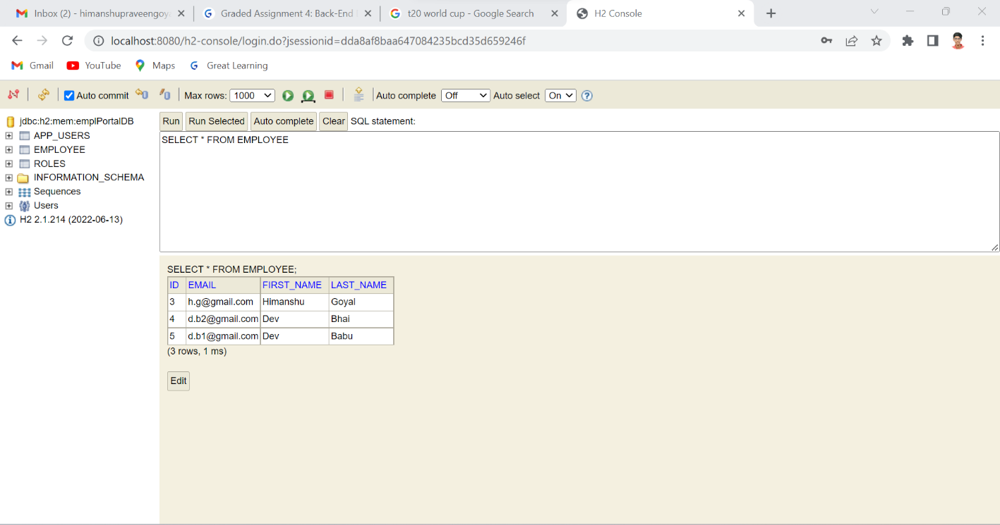 Inbox (2) - himanshupraveengoy Graded Assignment 4: Back-End t20 world cup - Google Search H2 Console
localhost:8080/h2-console/login.do?jsessionid=dda8af8baa647084235bcd35d659246f
Gmail YouTube Maps Great Learning
Auto commit Max rows: 1000 Auto complete Off Auto select On
jdbc:h2:mem:emplPortalDB
APP_USERS
EMPLOYEE
ROLES
INFORMATION_SCHEMA
Sequences
Users
H2 2.1.214 (2022-06-13)
Run Run Selected Auto complete Clear SQL statement:
SELECT * FROM EMPLOYEE
SELECT * FROM EMPLOYEE;
ID EMAIL FIRST_NAME LAST_NAME
3 h.g@gmail.com Himanshu Goyal
4 d.b2@gmail.com Dev Bhai
5 d.b1@gmail.com Dev Babu
(3 rows, 1 ms)
Edit